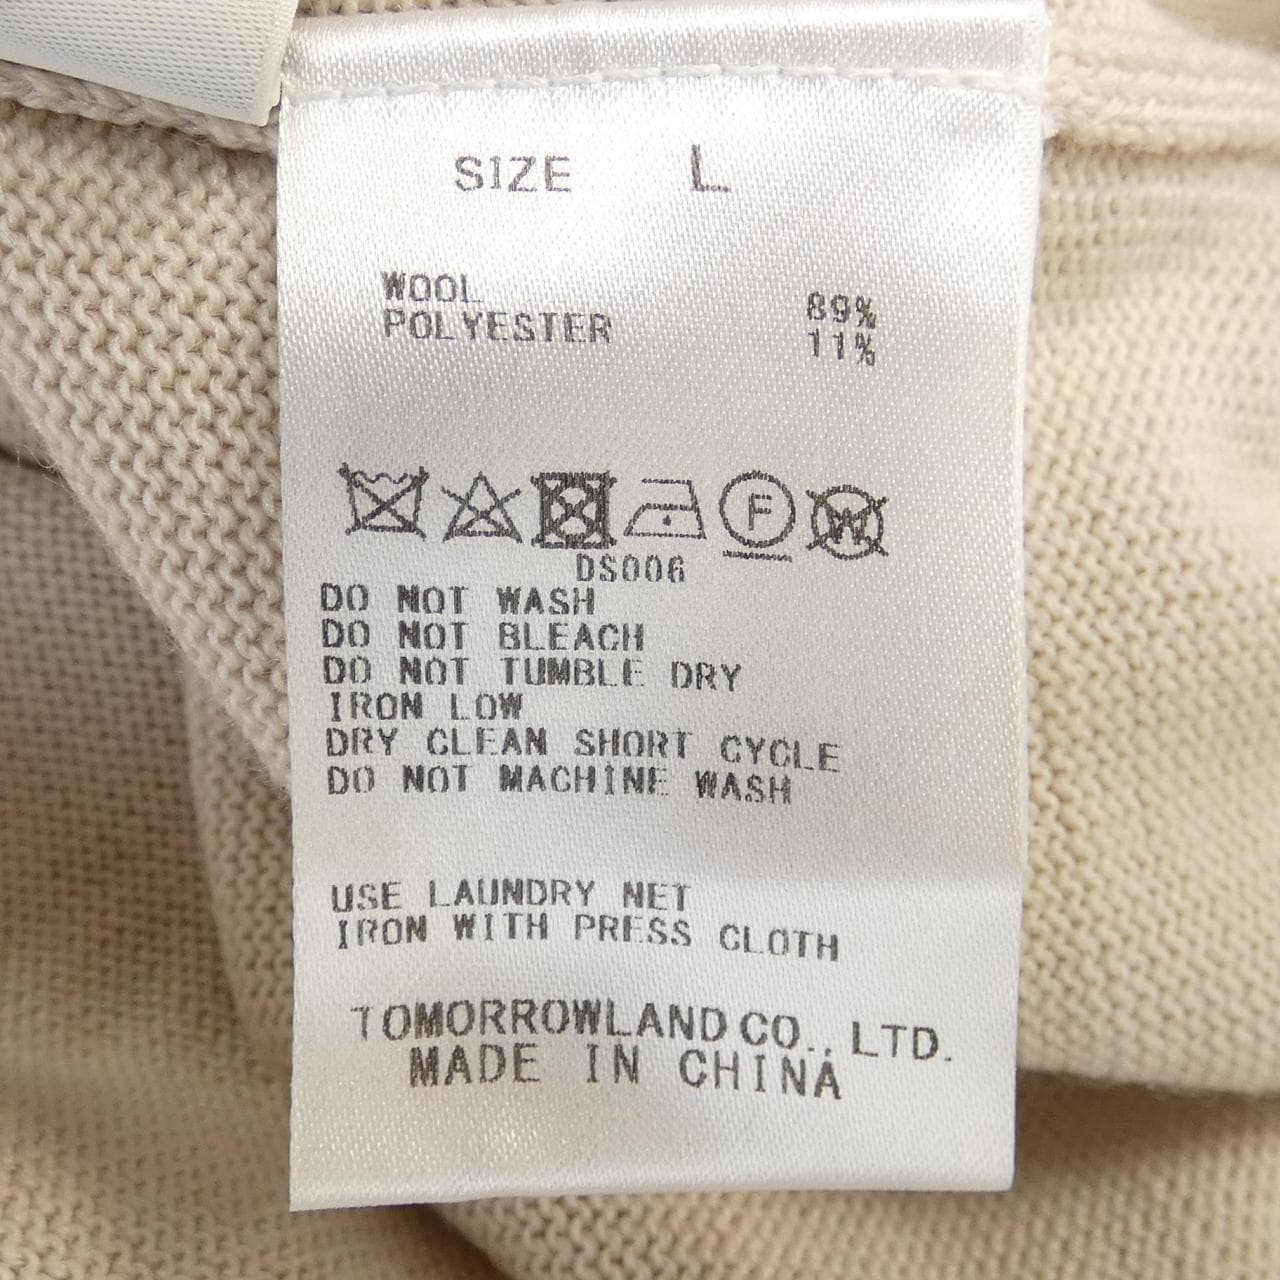 SIZE L
WOOL 89%
POLYESTER 11%
F W
DS006
DO NOT WASH
DO NOT BLEACH
DO NOT TUMBLE DRY
IRON LOW
DRY CLEAN SHORT CYCLE
DO NOT MACHINE WASH
USE LAUNDRY NET
IRON WITH PRESS CLOTH
TOMORROWLAND CO., LTD.
MADE IN CHINA